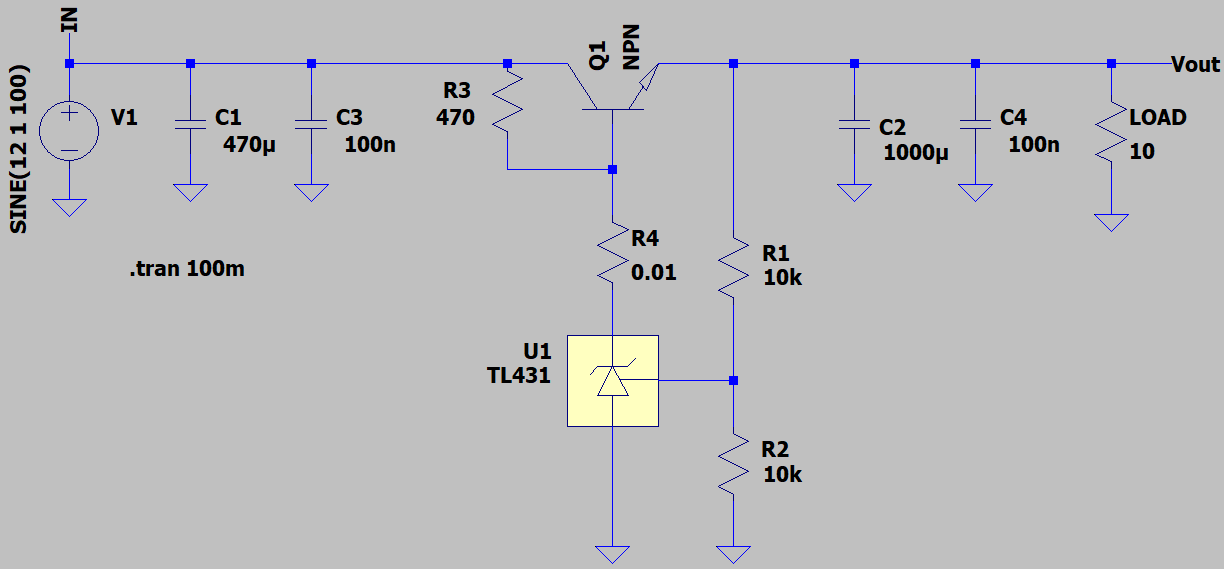 IN
SINE(12 1 100)
V1
C1
470µ
C3
100n
R3
470
Q1
NPN
C2
1000µ
C4
100n
LOAD
10
Vout
.tran 100m
R4
0.01
R1
10k
U1
TL431
R2
10k